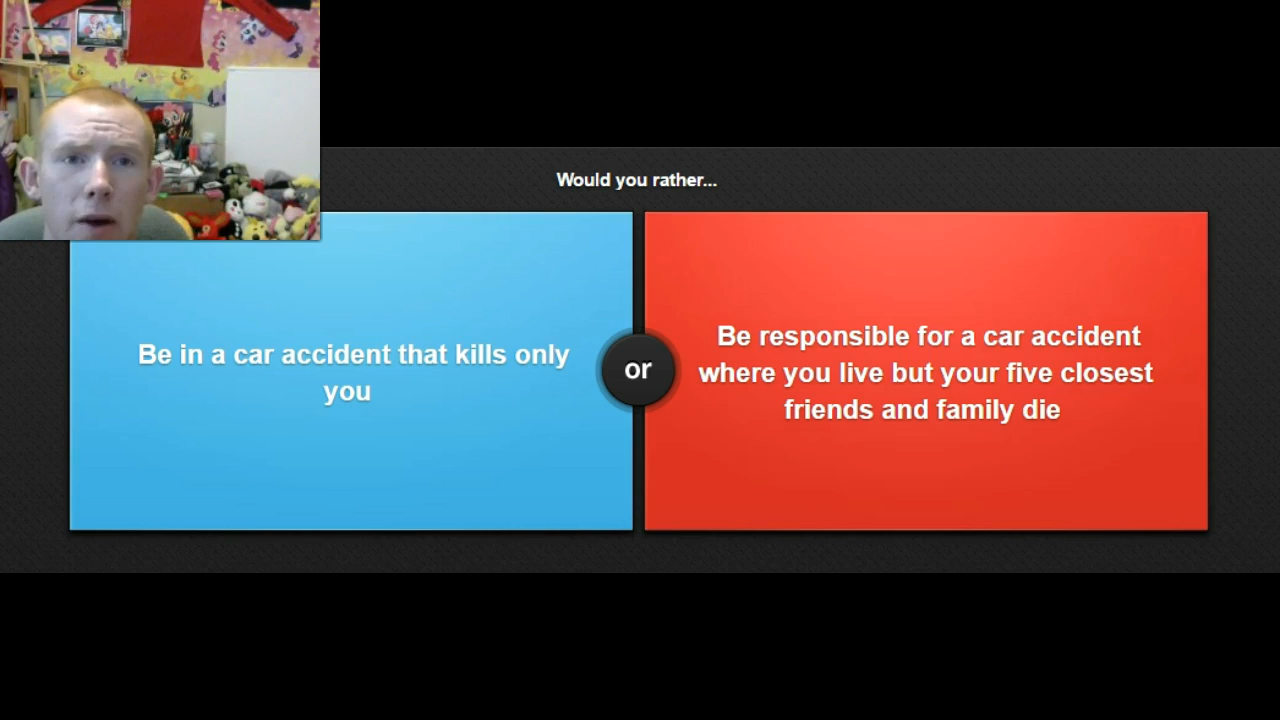 Would you rather...
Be in a car accident that kills only
you
or
Be responsible for a car accident
where you live but your five closest
friends and family die